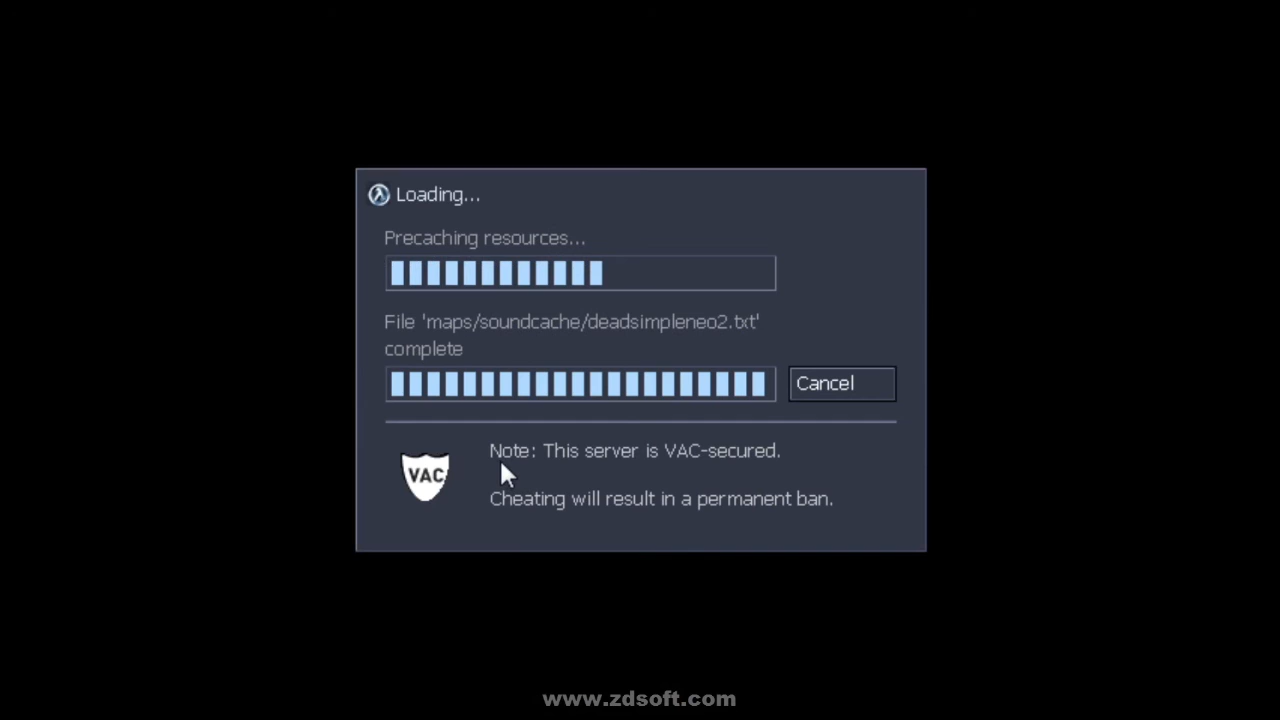 Loading...
Precaching resources...
File 'maps/soundcache/deadsimpleneo2.txt'
complete
Cancel
VAC
Note: This server is VAC-secured.
Cheating will result in a permanent ban.
www.zdsoft.com